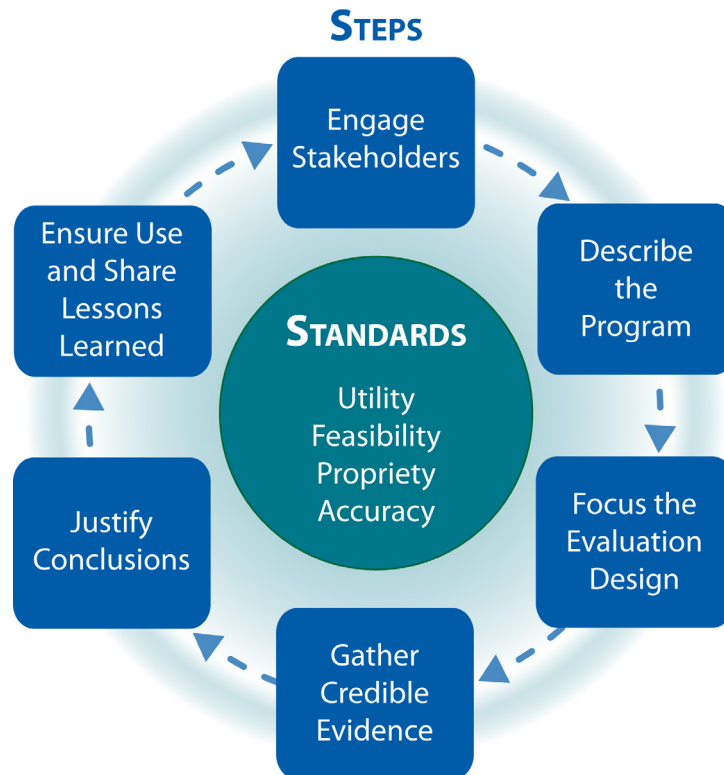 STEPS
Engage
Stakeholders
Describe
the
Program
Focus the
Evaluation
Design
Gather
Credible
Evidence
Justify
Conclusions
Ensure Use
and Share
Lessons
Learned
STANDARDS
Utility
Feasibility
Propriety
Accuracy